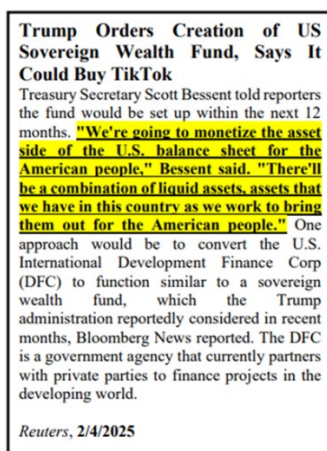 Trump Orders Creation of US
Sovereign Wealth Fund, Says It
Could Buy TikTok
Treasury Secretary Scott Bessent told reporters
the fund would be set up within the next 12
months. "We're going to monetize the asset
side of the U.S. balance sheet for the
American people," Bessent said. "There'll
be a combination of liquid assets, assets that
we have in this country as we work to bring
them out for the American people." One
approach would be to convert the U.S.
International Development Finance Corp
(DFC) to function similar to a sovereign
wealth fund, which the Trump
administration reportedly considered in recent
months, Bloomberg News reported. The DFC
is a government agency that currently partners
with private parties to finance projects in the
developing world.
Reuters, 2/4/2025